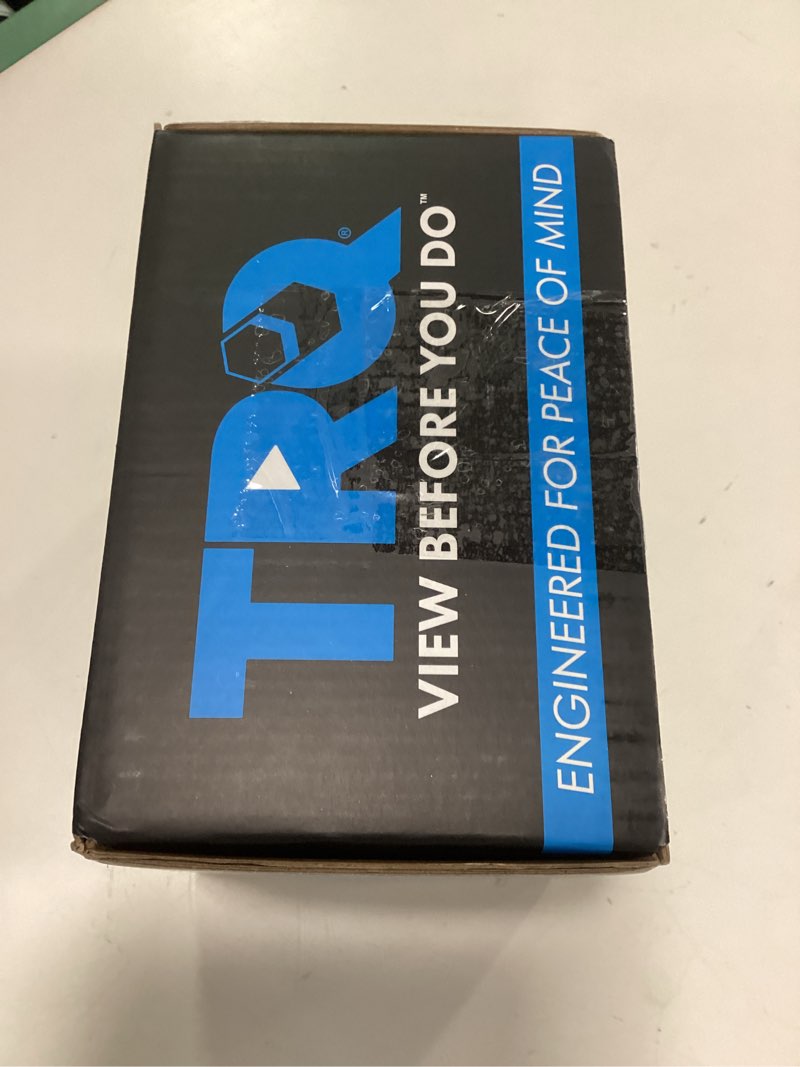 TRQ®
VIEW BEFORE YOU DO™
ENGINEERED FOR PEACE OF MIND